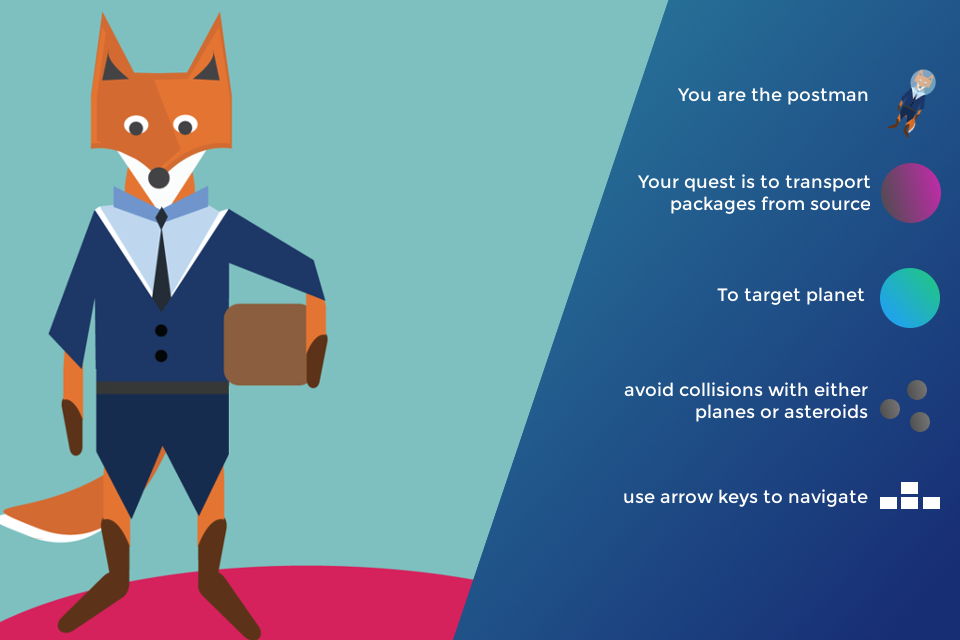 You are the postman
Your quest is to transport
packages from source
To target planet
avoid collisions with either
planes or asteroids
use arrow keys to navigate